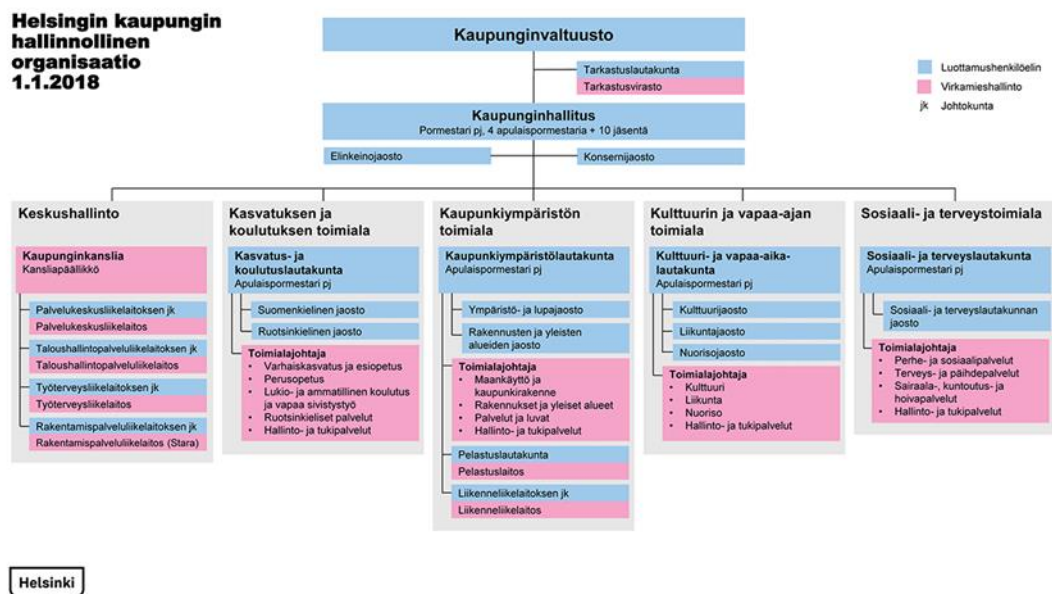 Helsingin kaupungin
hallinnollinen
organisaatio
1.1.2018
Kaupunginvaltuusto
Tarkastuslautakunta
Tarkastusvirasto
Luottamushenkilöelin
Virkamieshallinto
jk Johtokunta
Kaupunginhallitus
Pormestari pj, 4 apulaispormestaria + 10 jäsentä
Elinkeinojaosto
Konsernijaosto
Keskushallinto
Kaupunginkanslia
Kansliapäällikkö
Palvelukeskusliikelaitoksen jk
Palvelukeskusliikelaitos
Taloushallintopalveluliikelaitoksen jk
Taloushallintopalveluliikelaitos
Työterveysliikelaitoksen jk
Työterveysliikelaitos
Rakentamispalveluliikelaitoksen jk
Rakentamispalveluliikelaitos (Stara)
Kasvatuksen ja
koulutuksen toimiala
Kasvatus- ja
koulutuslautakunta
Apulaispormestari pj
Suomenkielinen jaosto
Ruotsinkielinen jaosto
Toimialajohtaja
• Varhaiskasvatus ja esiopetus
• Perusopetus
• Lukio- ja ammatillinen koulutus
ja vapaa sivistystyö
• Ruotsinkieliset palvelut
• Hallinto- ja tukipalvelut
Kaupunkiympäristön
toimiala
Kaupunkiympäristölautakunta
Apulaispormestari pj
Ympäristö- ja lupajaosto
Rakennusten ja yleisten
alueiden jaosto
Toimialajohtaja
• Maankäyttö ja
kaupunkirakenne
• Rakennukset ja yleiset alueet
• Palvelut ja luvat
• Hallinto- ja tukipalvelut
Pelastuslautakunta
Pelastuslaitos
Liikenneliikelaitoksen jk
Liikenneliikelaitos
Kulttuurin ja vapaa-ajan
toimiala
Kulttuuri- ja vapaa-aika-
lautakunta
Apulaispormestari pj
Kulttuurijaosto
Liikuntajaosto
Nuorisojaosto
Toimialajohtaja
• Kulttuuri
• Liikunta
• Nuoriso
• Hallinto- ja tukipalvelut
Sosiaali- ja terveystoimiala
Sosiaali- ja terveyslautakunta
Apulaispormestari pj
Sosiaali- ja terveyslautakunnan
jaosto
Toimialajohtaja
• Perhe- ja sosiaalipalvelut
• Terveys- ja päihdepalvelut
• Sairaala-, kuntoutus- ja
hoivapalvelut
• Hallinto- ja tukipalvelut
Helsinki